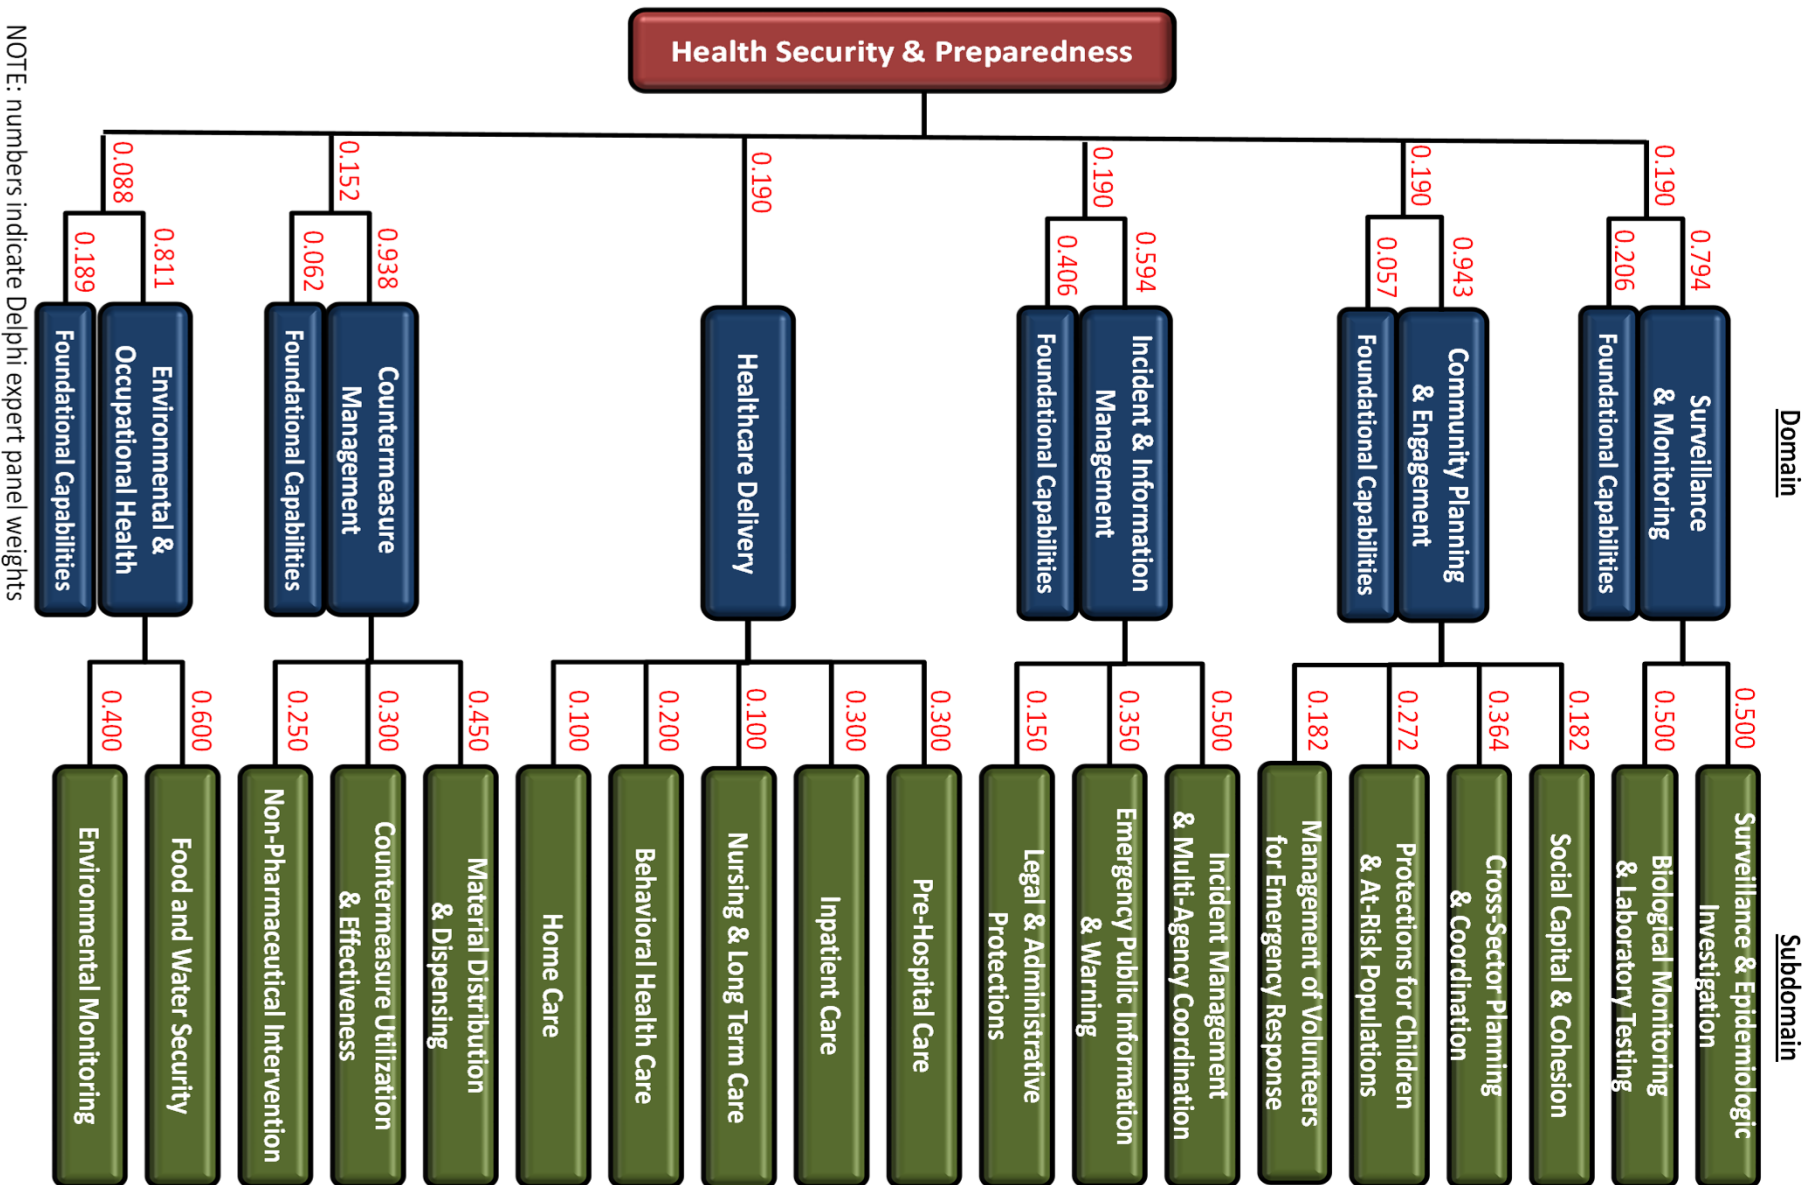 Health Security & Preparedness
Domain
Subdomain
0.190
0.794
0.206
Surveillance
& Monitoring
Foundational Capabilities
0.500
Surveillance & Epidemiologic
Investigation
0.500
Biological Monitoring
& Laboratory Testing
0.190
0.943
0.057
Community Planning
& Engagement
Foundational Capabilities
0.182
Social Capital & Cohesion
0.364
Cross-Sector Planning
& Coordination
0.272
Protections for Children
& At-Risk Populations
0.182
Management of Volunteers
for Emergency Response
0.190
0.594
0.406
Incident & Information
Management
Foundational Capabilities
0.500
Incident Management
& Multi-Agency Coordination
0.350
Emergency Public Information
& Warning
0.150
Legal & Administrative
Protections
0.190
Healthcare Delivery
0.300
Pre-Hospital Care
0.300
Inpatient Care
0.100
Nursing & Long Term Care
0.200
Behavioral Health Care
0.100
Home Care
0.152
0.938
0.062
Countermeasure
Management
Foundational Capabilities
0.450
Material Distribution
& Dispensing
0.300
Countermeasure Utilization
& Effectiveness
0.250
Non-Pharmaceutical Intervention
0.088
0.811
0.189
Environmental &
Occupational Health
Foundational Capabilities
0.600
Food and Water Security
0.400
Environmental Monitoring
NOTE: numbers indicate Delphi expert panel weights